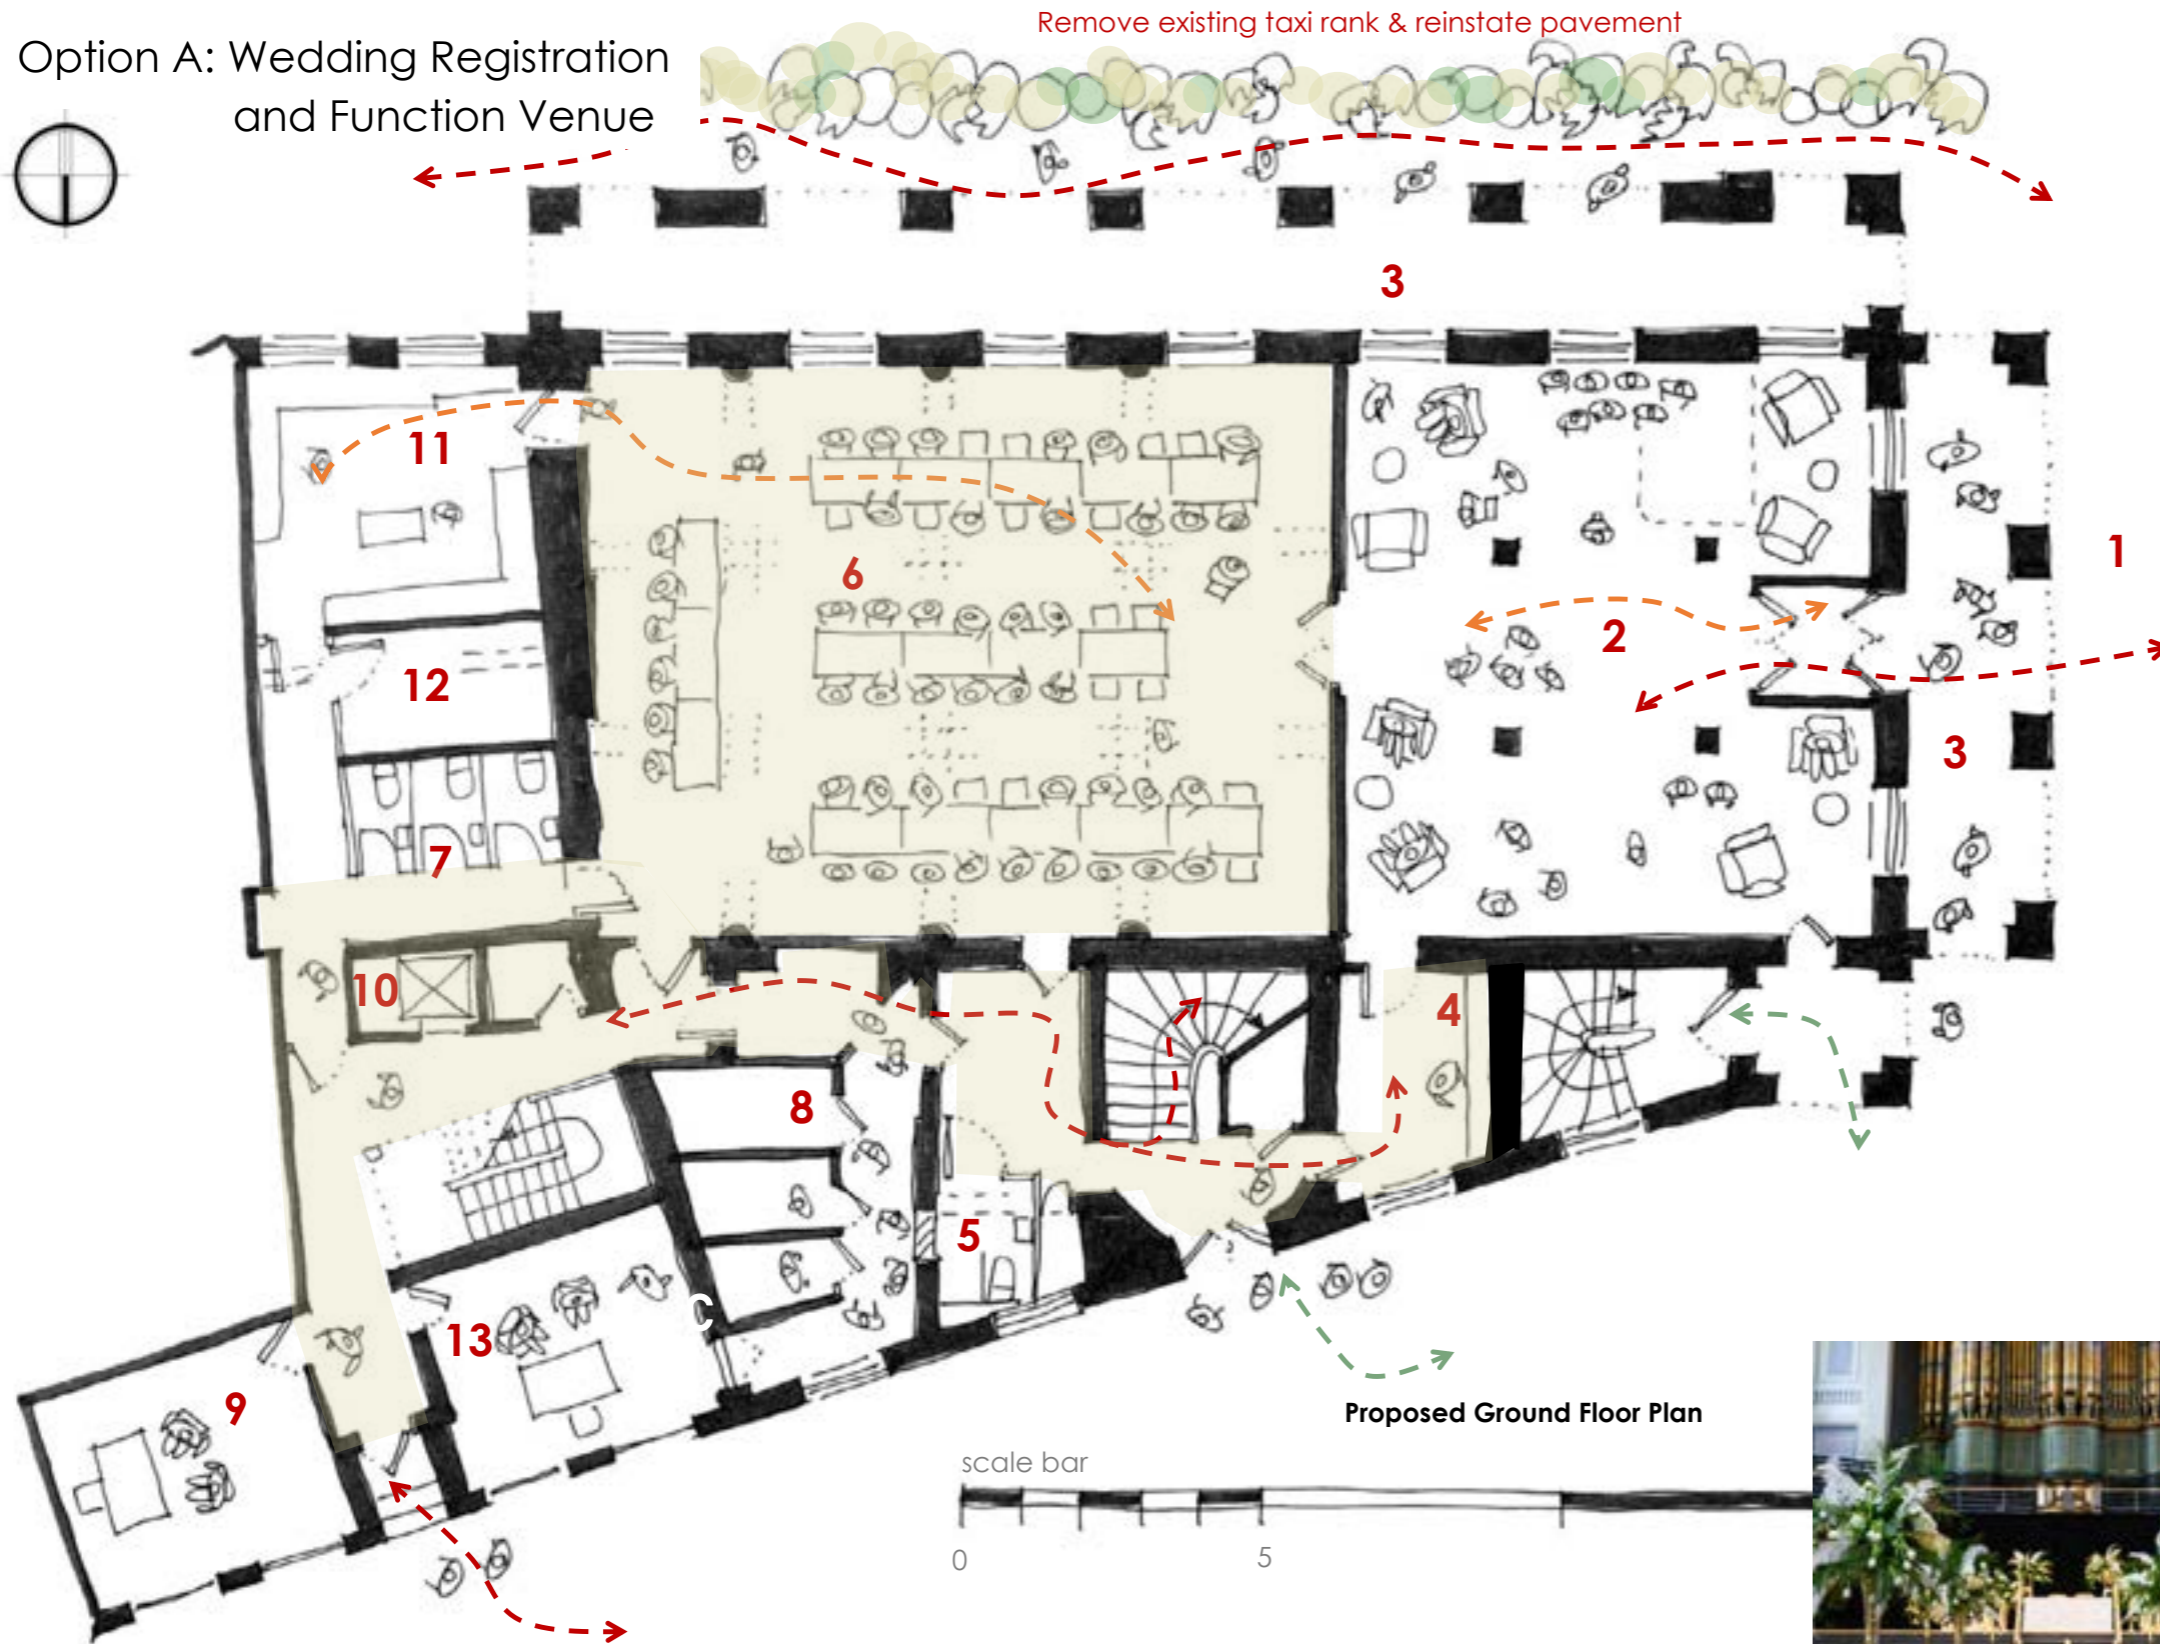 Remove existing taxi rank & reinstate pavement
Option A: Wedding Registration
and Function Venue
3
11
6
1
2
12
3
7
10
4
8
5
C
13
9
Proposed Ground Floor Plan
scale bar
0
5